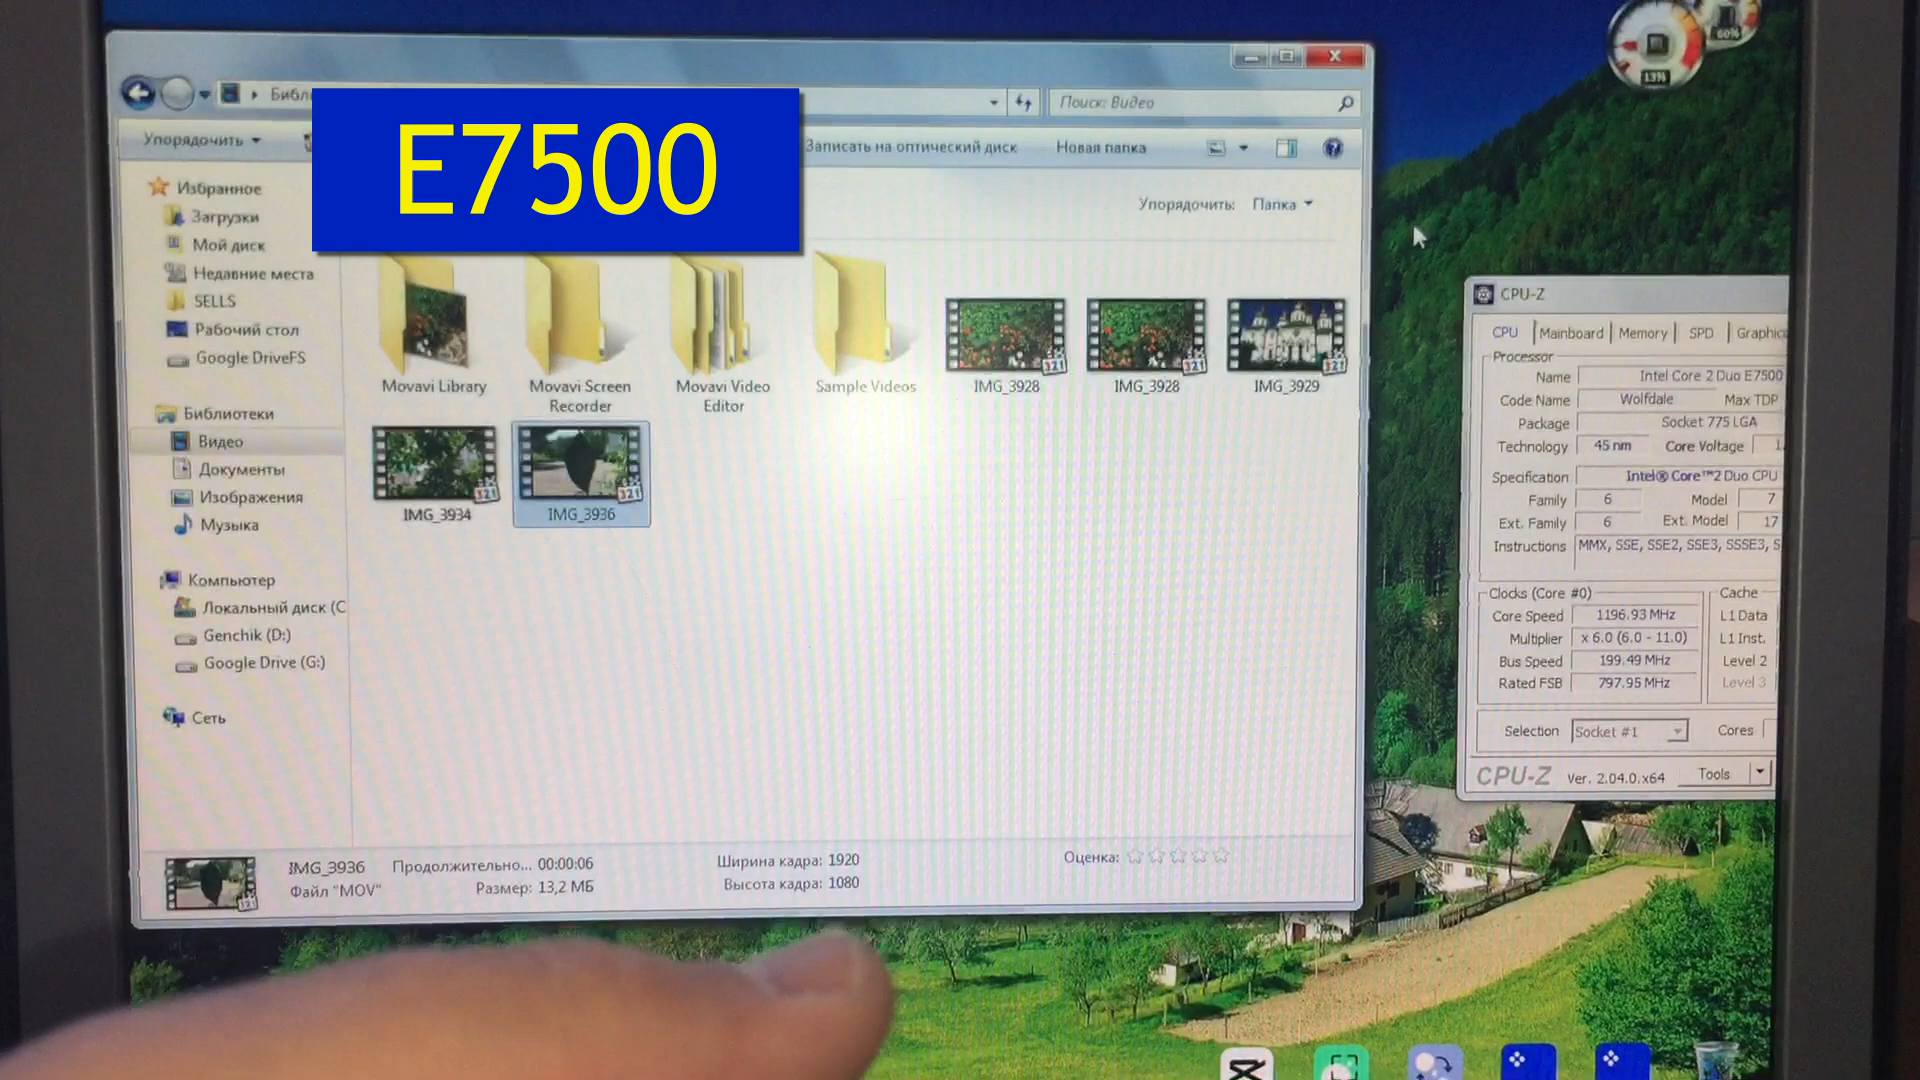 E7500
Поиск: Видео
Упорядочить
Записать на оптический диск
Новая папка
Упорядочить: Папка
Избранное
Загрузки
Мой диск
Недавние места
SELLS
Рабочий стол
Google DriveFS
Библиотеки
Видео
Документы
Изображения
Музыка
Компьютер
Локальный диск (C
Genchik (D:)
Google Drive (G:)
Сеть
Movavi Library
Movavi Screen
Recorder
Movavi Video
Editor
Sample Videos
IMG_3928
IMG_3928
IMG_3929
IMG_3934
IMG_3936
IMG_3936
Файл "MOV"
Продолжительно... 00:00:06
Размер: 13,2 МБ
Ширина кадра: 1920
Высота кадра: 1080
Оценка:
13%
60%
CPU-Z
CPU Mainboard Memory SPD Graphic
Processor
Name Intel Core 2 Duo E7500
Code Name Wolfdale Max TDP
Package Socket 775 LGA
Technology 45 nm Core Voltage 1.
Specification Intel® Core™2 Duo CPU
Family 6 Model 7
Ext. Family 6 Ext. Model 17
Instructions MMX, SSE, SSE2, SSE3, SSSE3, S
Clocks (Core #0)
Core Speed 1196.93 MHz
Multiplier x 6.0 (6.0 - 11.0)
Bus Speed 199.49 MHz
Rated FSB 797.95 MHz
Cache
L1 Data
L1 Inst.
Level 2
Level 3
Selection Socket #1 Cores
CPU-Z Ver. 2.04.0.x64 Tools